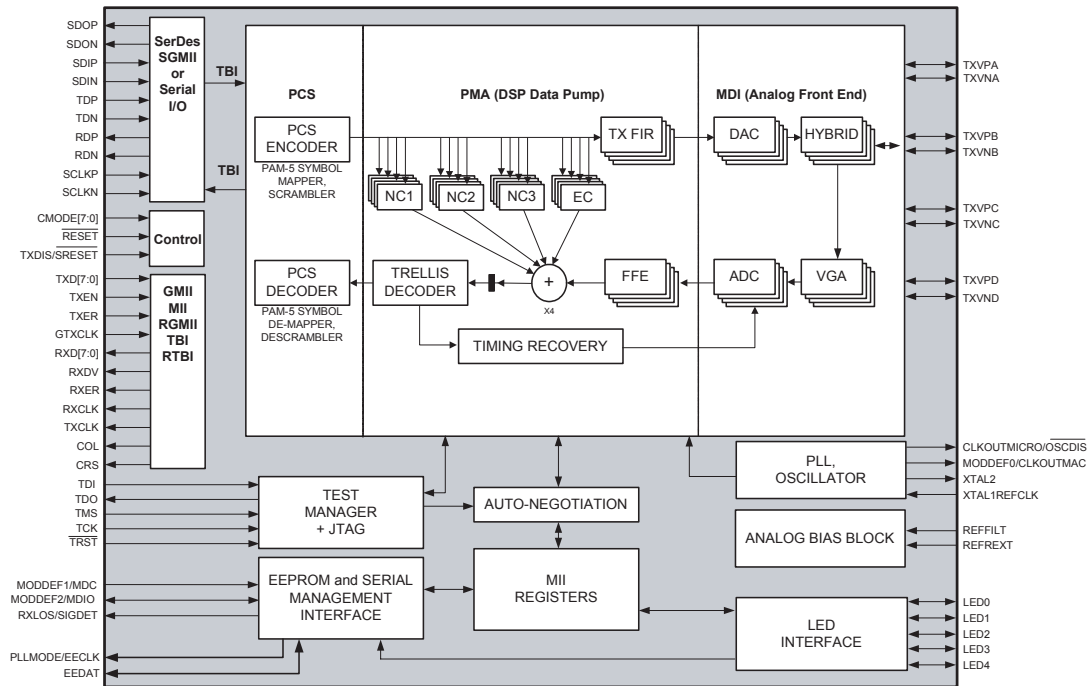 SDOP
SDON
SDIP
SDIN
TDP
TDN
RDP
RDN
SCLKP
SCLKN
CMODE[7:0]
RESET
TXDIS/SRESET
TXD[7:0]
TXEN
TXER
GTXCLK
RXD[7:0]
RXDV
RXER
RXCLK
TXCLK
COL
CRS
TDI
TDO
TMS
TCK
TRST
MODDEF1/MDC
MODDEF2/MDIO
RXLOS/SIGDET
PLLMODE/EECLK
EEDAT
SerDes
SGMII
or
Serial
I/O
TBI
TBI
Control
GMII
MII
RGMII
TBI
RTBI
PCS
PCS
ENCODER
PAM-5 SYMBOL
MAPPER,
SCRAMBLER
PCS
DECODER
PAM-5 SYMBOL
DE-MAPPER,
DESCRAMBLER
PMA (DSP Data Pump)
TX FIR
NC1
NC2
NC3
EC
TRELLIS
DECODER
+
X4
FFE
TIMING RECOVERY
MDI (Analog Front End)
DAC
HYBRID
ADC
VGA
TEST
MANAGER
+ JTAG
AUTO-NEGOTIATION
EEPROM and SERIAL
MANAGEMENT
INTERFACE
MII
REGISTERS
PLL,
OSCILLATOR
ANALOG BIAS BLOCK
LED
INTERFACE
TXVPA
TXVNA
TXVPB
TXVNB
TXVPC
TXVNC
TXVPD
TXVND
CLKOUTMICRO/OSCDIS
MODDEF0/CLKOUTMAC
XTAL2
XTAL1REFCLK
REFFILT
REFREXT
LED0
LED1
LED2
LED3
LED4